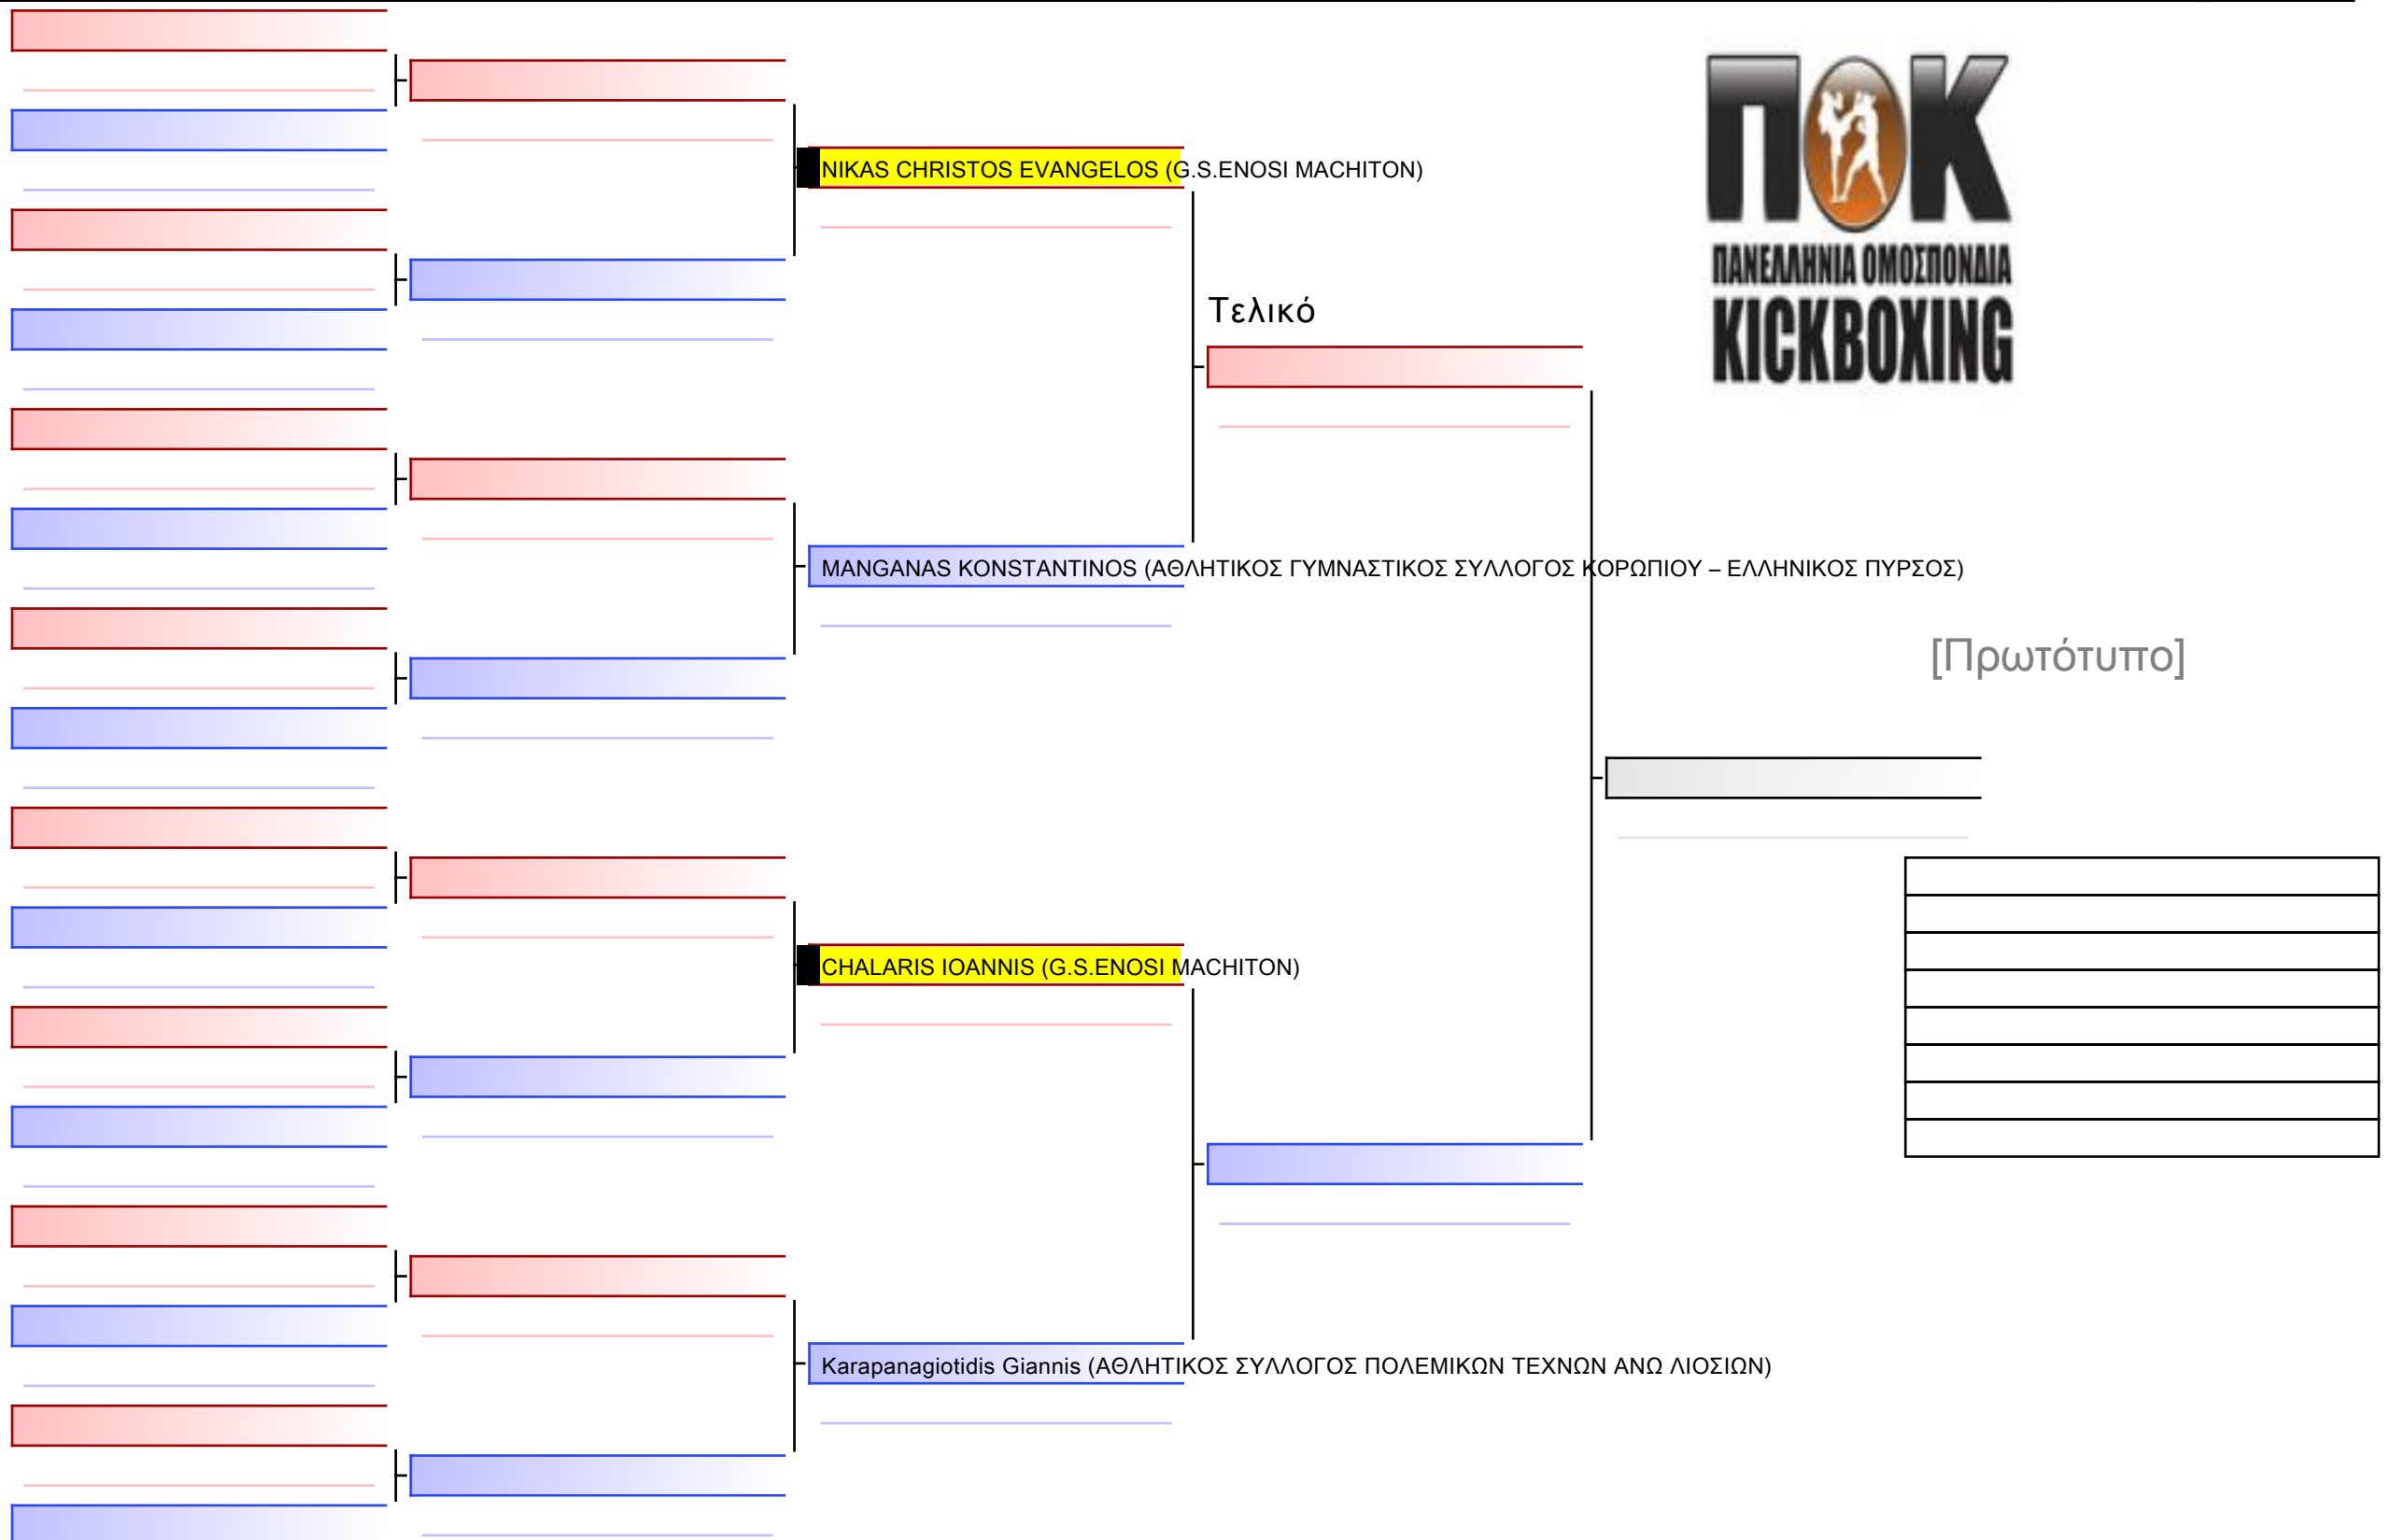 ΠΟΚ
ΠΑΝΕΛΛΗΝΙΑ ΟΜΟΣΠΟΝΔΙΑ
KICKBOXING
NIKAS CHRISTOS EVANGELOS (G.S.ENOSI MACHITON)
Τελικό
MANGANAS KONSTANTINOS (ΑΘΛΗΤΙΚΟΣ ΓΥΜΝΑΣΤΙΚΟΣ ΣΥΛΛΟΓΟΣ ΚΟΡΩΠΙΟΥ – ΕΛΛΗΝΙΚΟΣ ΠΥΡΣΟΣ)
[Πρωτότυπο]
CHALARIS IOANNIS (G.S.ENOSI MACHITON)
Karapanagiotidis Giannis (ΑΘΛΗΤΙΚΟΣ ΣΥΛΛΟΓΟΣ ΠΟΛΕΜΙΚΩΝ ΤΕΧΝΩΝ ΑΝΩ ΛΙΟΣΙΩΝ)